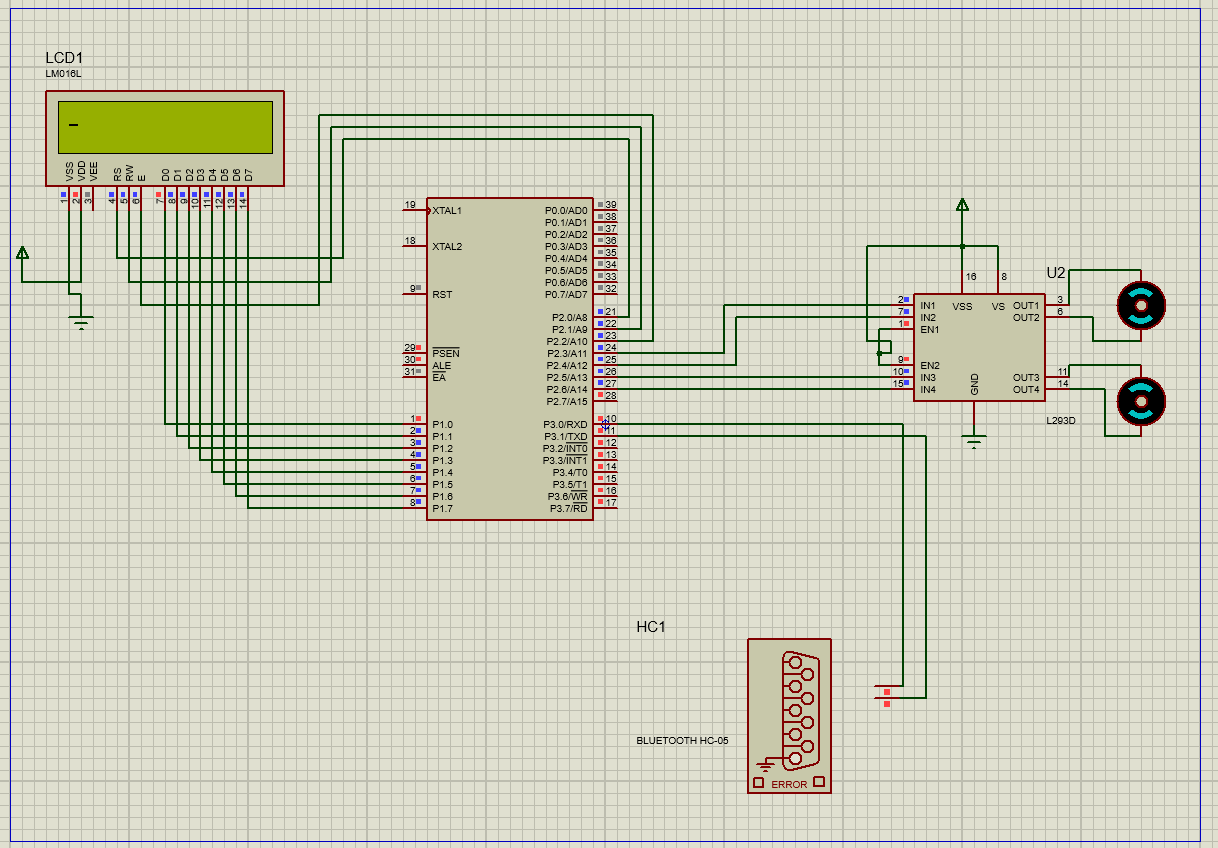 LCD1
LM016L
VSS
VDD
VEE
RS
RW
E
D0
D1
D2
D3
D4
D5
D6
D7
1
2
3
4
5
6
7
8
9
10
11
12
13
14
19 XTAL1
18 XTAL2
9 RST
29 PSEN
30 ALE
31 EA
1 P1.0
2 P1.1
3 P1.2
4 P1.3
5 P1.4
6 P1.5
7 P1.6
8 P1.7
P0.0/AD0 39
P0.1/AD1 38
P0.2/AD2 37
P0.3/AD3 36
P0.4/AD4 35
P0.5/AD5 34
P0.6/AD6 33
P0.7/AD7 32
P2.0/A8 21
P2.1/A9 22
P2.2/A10 23
P2.3/A11 24
P2.4/A12 25
P2.5/A13 26
P2.6/A14 27
P2.7/A15 28
P3.0/RXD 10
P3.1/TXD 11
P3.2/INT0 12
P3.3/INT1 13
P3.4/T0 14
P3.5/T1 15
P3.6/WR 16
P3.7/RD 17
U2
16 8
VSS VS
2 IN1
7 IN2
1 EN1
9 EN2
10 IN3
15 IN4
GND
OUT1 3
OUT2 6
OUT3 11
OUT4 14
L293D
HC1
BLUETOOTH HC-05
ERROR